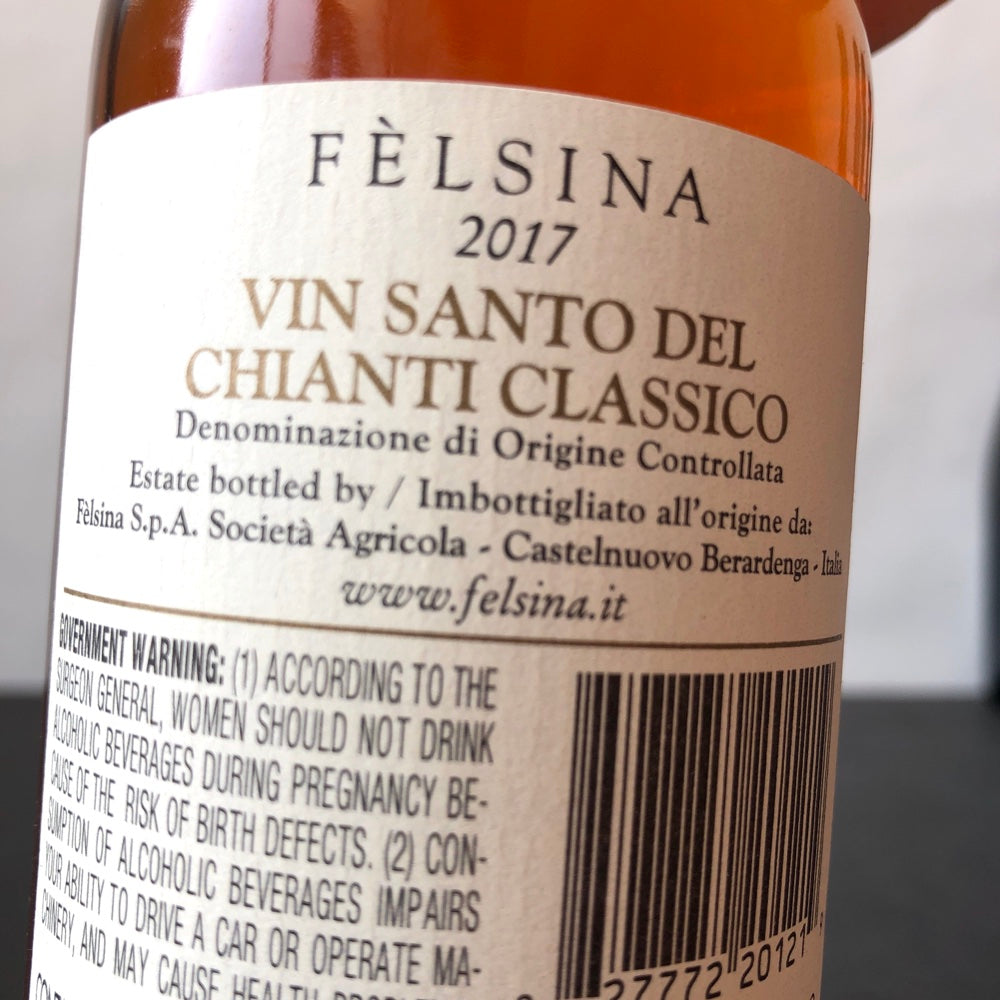 FÈLSINA
2017
VIN SANTO DEL
CHIANTI CLASSICO
Denominazione di Origine Controllata
Estate bottled by / Imbottigliato all'origine da:
Fèlsina S.p.A. Società Agricola - Castelnuovo Berardenga - Italia
www.felsina.it
GOVERNMENT WARNING: (1) ACCORDING TO THE
SURGEON GENERAL, WOMEN SHOULD NOT DRINK
ALCOHOLIC BEVERAGES DURING PREGNANCY BE-
CAUSE OF THE RISK OF BIRTH DEFECTS. (2) CON-
SUMPTION OF ALCOHOLIC BEVERAGES IMPAIRS
YOUR ABILITY TO DRIVE A CAR OR OPERATE MA-
CHINERY, AND MAY CAUSE HEALTH
27772 20121